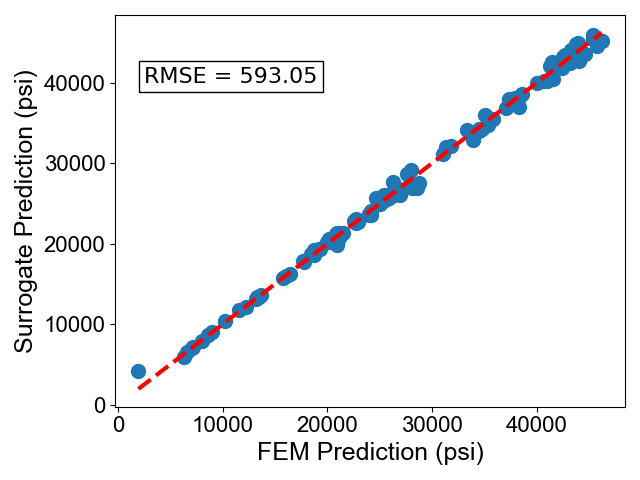 RMSE = 593.05
Surrogate Prediction (psi)
40000
30000
20000
10000
0
0 10000 20000 30000 40000
FEM Prediction (psi)